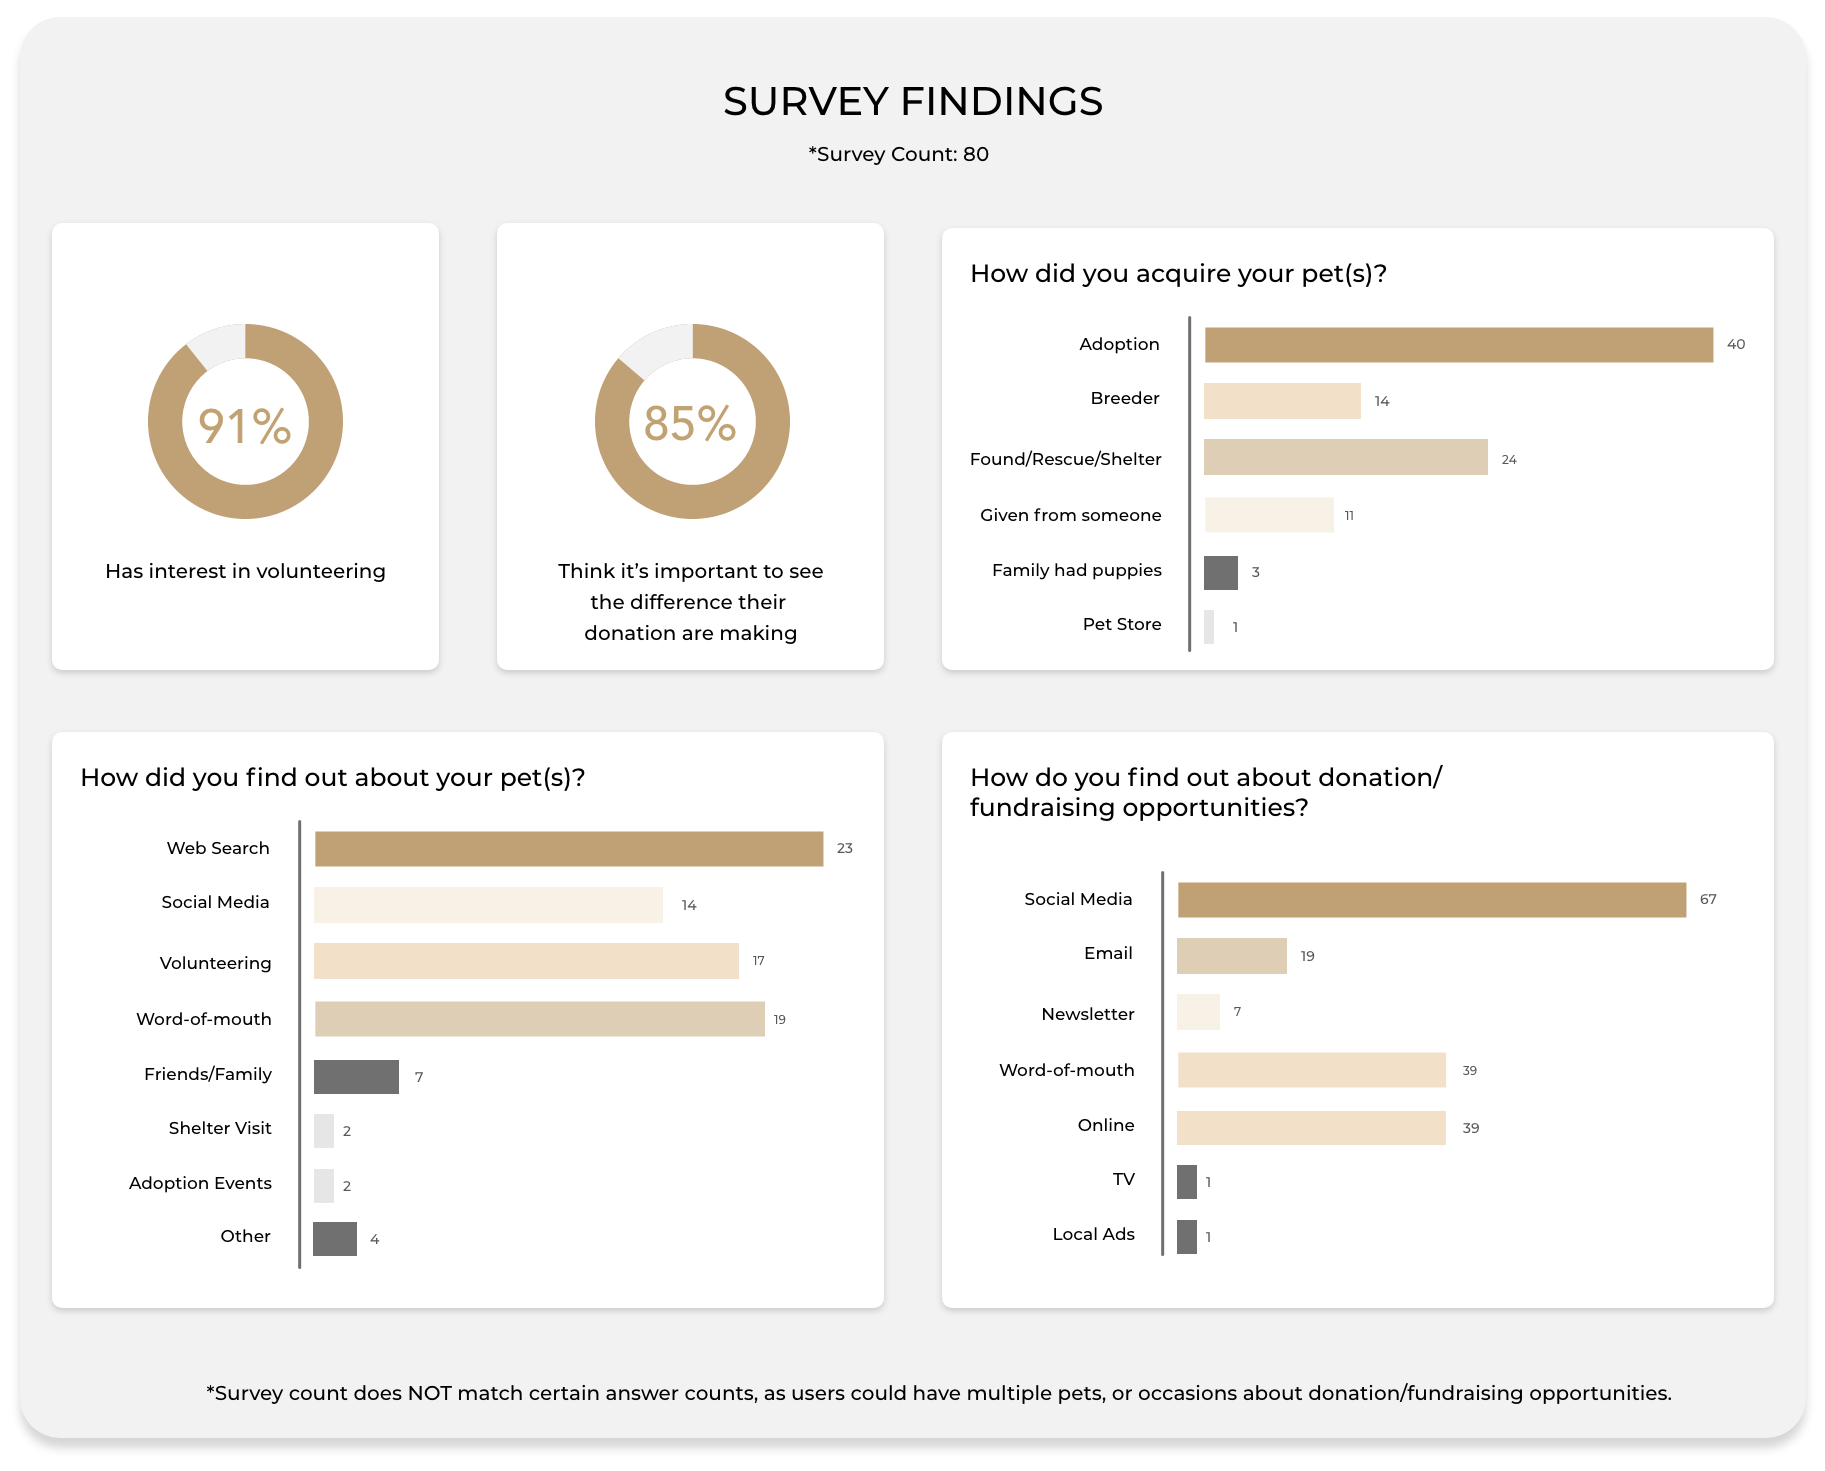 SURVEY FINDINGS
*Survey Count: 80
91%
Has interest in volunteering
85%
Think it’s important to see
the difference their
donation are making
How did you acquire your pet(s)?
Adoption 40
Breeder 14
Found/Rescue/Shelter 24
Given from someone 11
Family had puppies 3
Pet Store 1
How did you find out about your pet(s)?
Web Search 23
Social Media 14
Volunteering 17
Word-of-mouth 19
Friends/Family 7
Shelter Visit 2
Adoption Events 2
Other 4
How do you find out about donation/
fundraising opportunities?
Social Media 67
Email 19
Newsletter 7
Word-of-mouth 39
Online 39
TV 1
Local Ads 1
*Survey count does NOT match certain answer counts, as users could have multiple pets, or occasions about donation/fundraising opportunities.